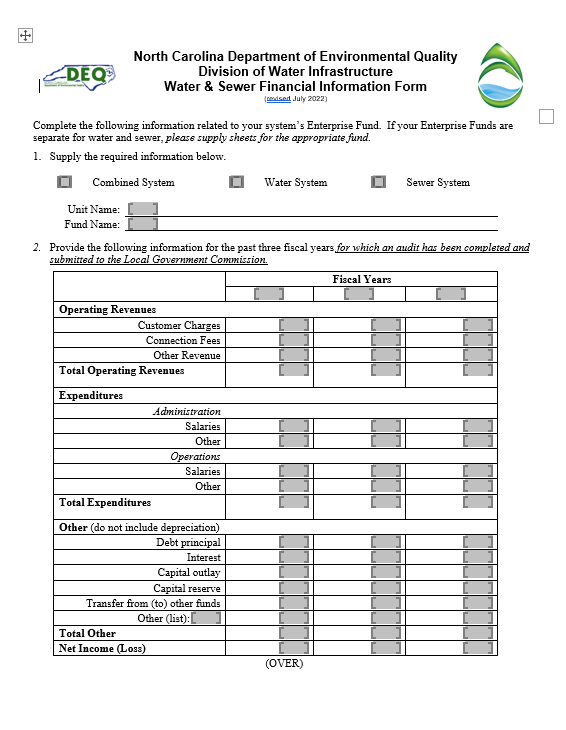 DEQ
North Carolina Department of Environmental Quality
Division of Water Infrastructure
Water & Sewer Financial Information Form
(revised July 2022)
Complete the following information related to your system's Enterprise Fund. If your Enterprise Funds are
separate for water and sewer, please supply sheets for the appropriate fund.
1. Supply the required information below.
Combined System Water System Sewer System
Unit Name:
Fund Name:
2. Provide the following information for the past three fiscal years for which an audit has been completed and
submitted to the Local Government Commission.
Fiscal Years
Operating Revenues
Customer Charges
Connection Fees
Other Revenue
Total Operating Revenues
Expenditures
Administration
Salaries
Other
Operations
Salaries
Other
Total Expenditures
Other (do not include depreciation)
Debt principal
Interest
Capital outlay
Capital reserve
Transfer from (to) other funds
Other (list):
Total Other
Net Income (Loss)
(OVER)